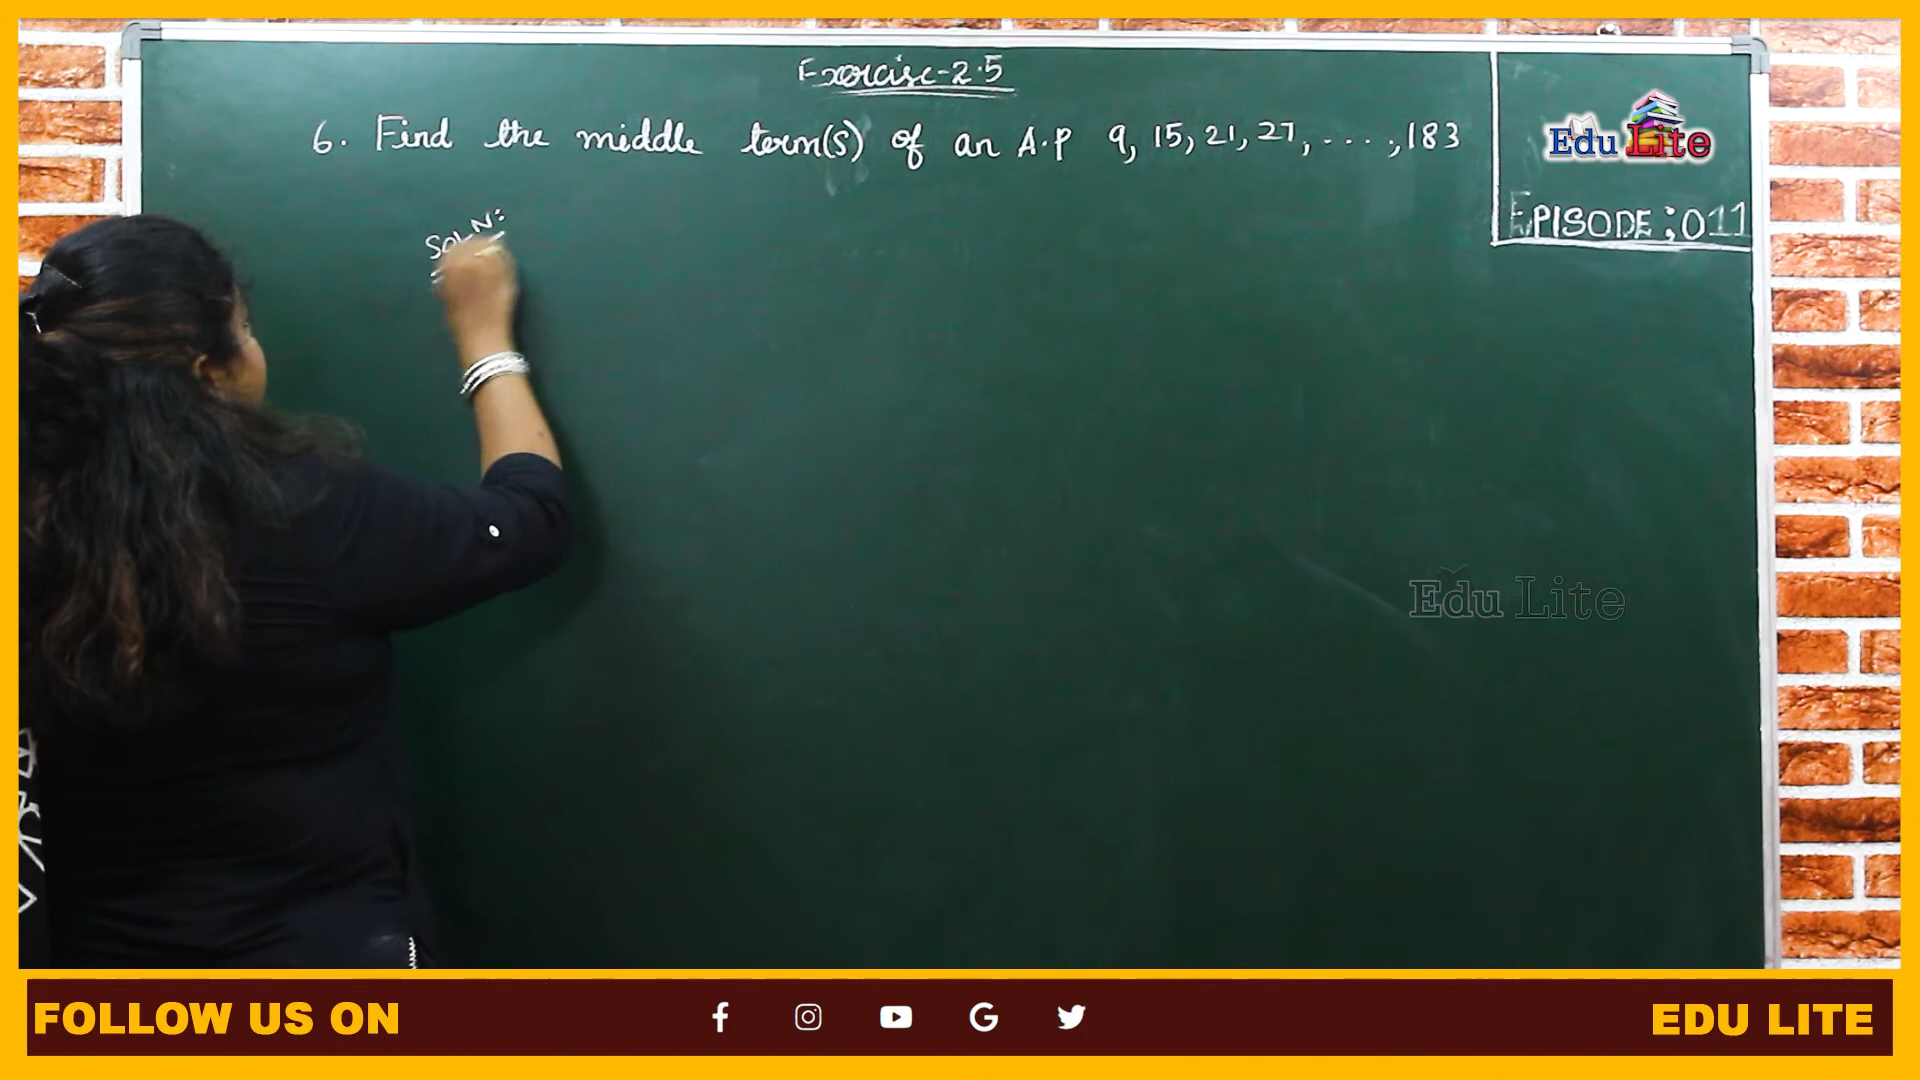 Exercise-2.5
6. Find the middle term(s) of an A.P 9, 15, 21, 27, ...., 183
Edu Lite
EPISODE:011
SOLN:
Edu Lite
FOLLOW US ON
EDU LITE